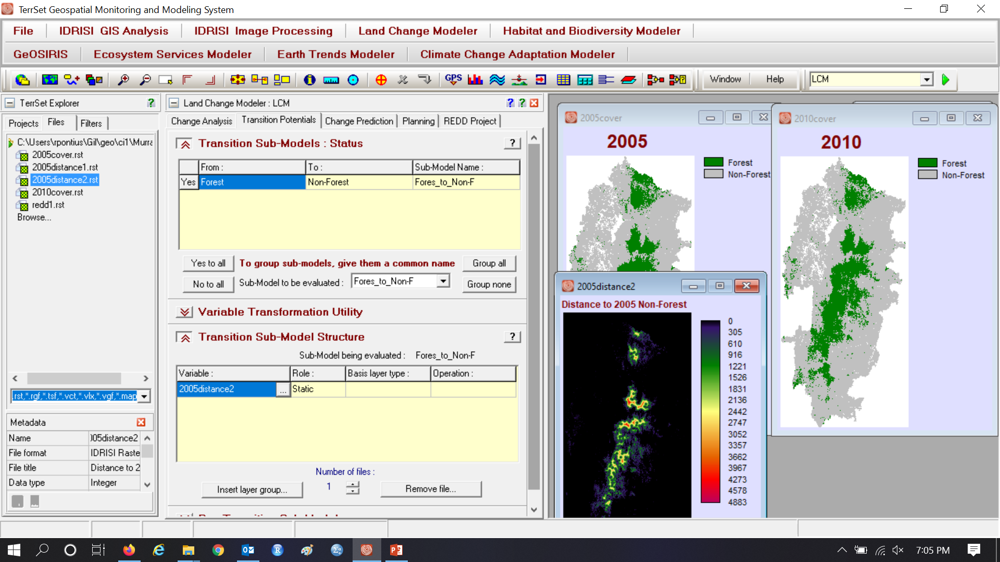 TerrSet Geospatial Monitoring and Modeling System
File IDRISI GIS Analysis IDRISI Image Processing Land Change Modeler Habitat and Biodiversity Modeler
GeOSIRIS Ecosystem Services Modeler Earth Trends Modeler Climate Change Adaptation Modeler
GPS Window Help LCM
TerrSet Explorer ?
Projects Files Filters
C:\Users\rpontius\Gil\geo\ci1\Murra
2005cover.rst
2005distance1.rst
2005distance2.rst
2010cover.rst
redd1.rst
Browse...
.rst,*.rgf,*.tsf,*.vct,*.vlx,*.vgf,*.map
Metadata
Name 005distance2
File format IDRISI Raste
File title Distance to 2
Data type Integer
Land Change Modeler : LCM ? ?
Change Analysis Transition Potentials Change Prediction Planning REDD Project
Transition Sub-Models : Status ?
From : To : Sub-Model Name :
Yes Forest Non-Forest Fores_to_Non-F
Yes to all To group sub-models, give them a common name Group all
No to all Sub-Model to be evaluated : Fores_to_Non-F Group none
Variable Transformation Utility
Transition Sub-Model Structure ?
Sub-Model being evaluated : Fores_to_Non-F
Variable : Role : Basis layer type : Operation :
2005distance2 ... Static
Number of files :
Insert layer group... 1 Remove file...
2005cover
2005
Forest
Non-Forest
2010cover
2010
Forest
Non-Forest
2005distance2
Distance to 2005 Non-Forest
0
305
610
916
1221
1526
1831
2136
2442
2747
3052
3357
3662
3967
4273
4578
4883
7:05 PM